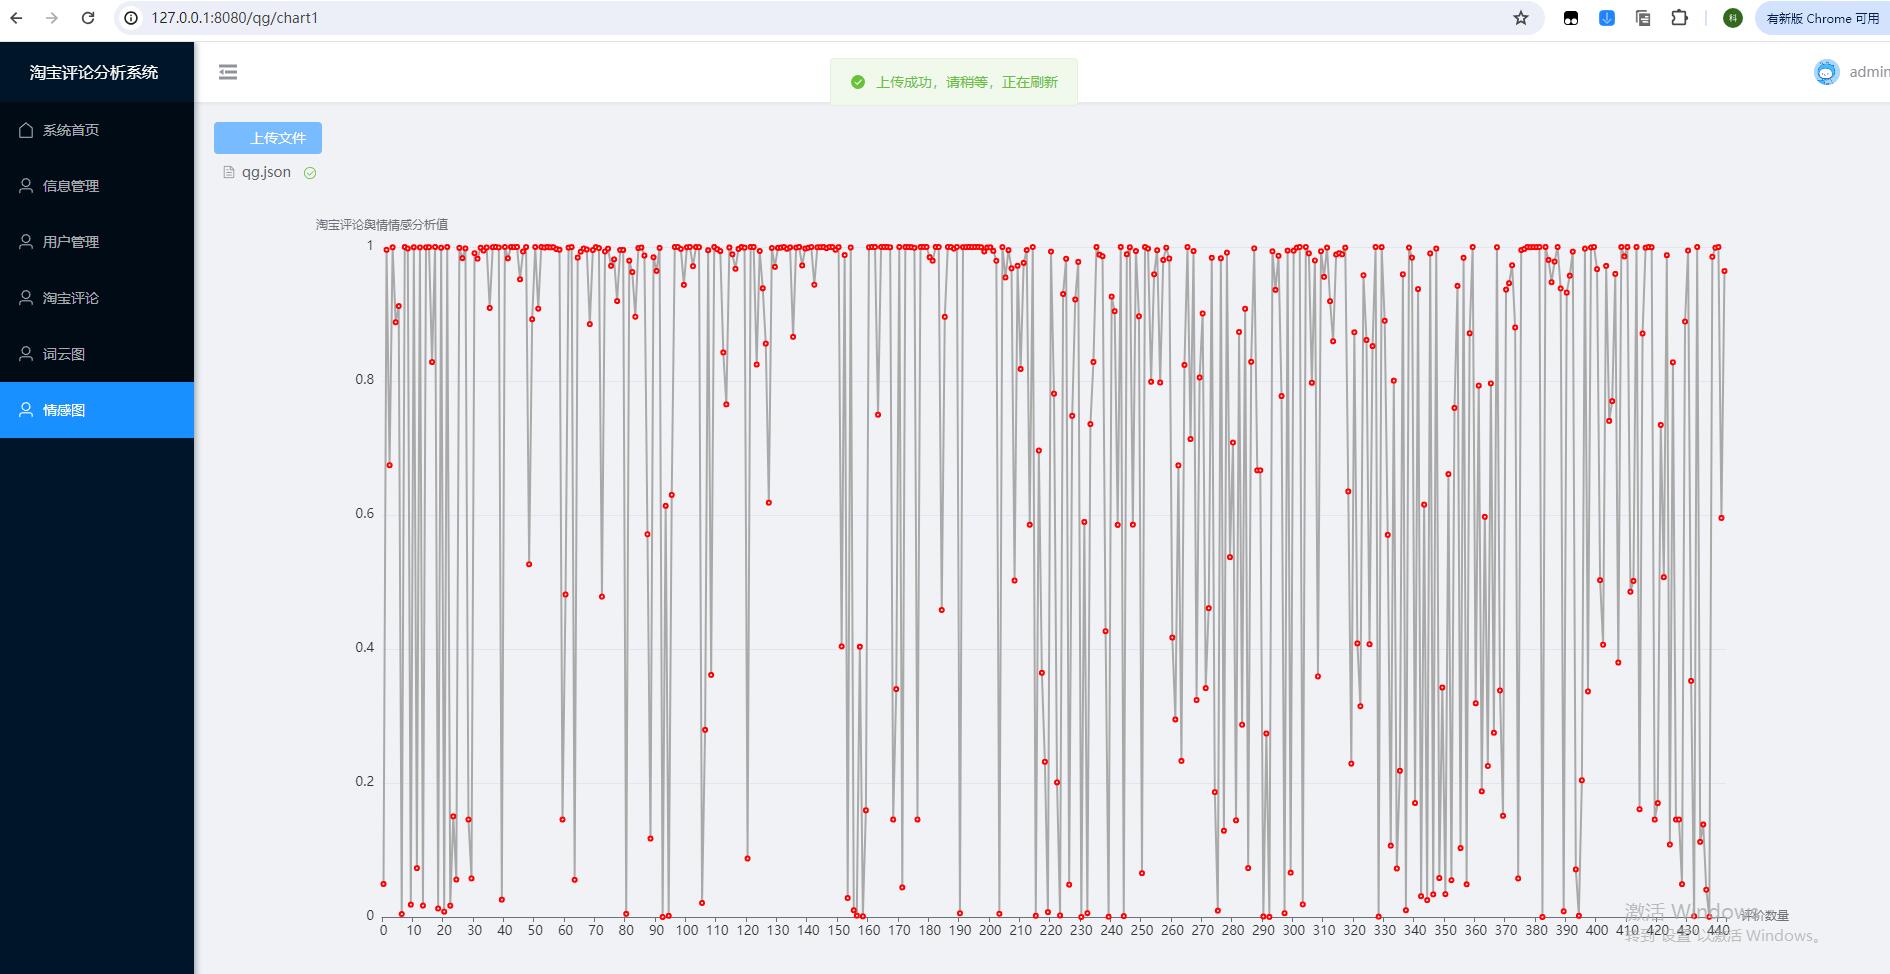 127.0.0.1:8080/qg/chart1
科
有新版 Chrome 可用
淘宝评论分析系统
上传成功，请稍等，正在刷新
admin
系统首页
信息管理
用户管理
淘宝评论
词云图
情感图
上传文件
qg.json
淘宝评论舆情情感分析值
1
0.8
0.6
0.4
0.2
0
0 10 20 30 40 50 60 70 80 90 100 110 120 130 140 150 160 170 180 190 200 210 220 230 240 250 260 270 280 290 300 310 320 330 340 350 360 370 380 390 400 410 420 430 440
评价数量
激活 Windows
转到"设置"以激活 Windows。